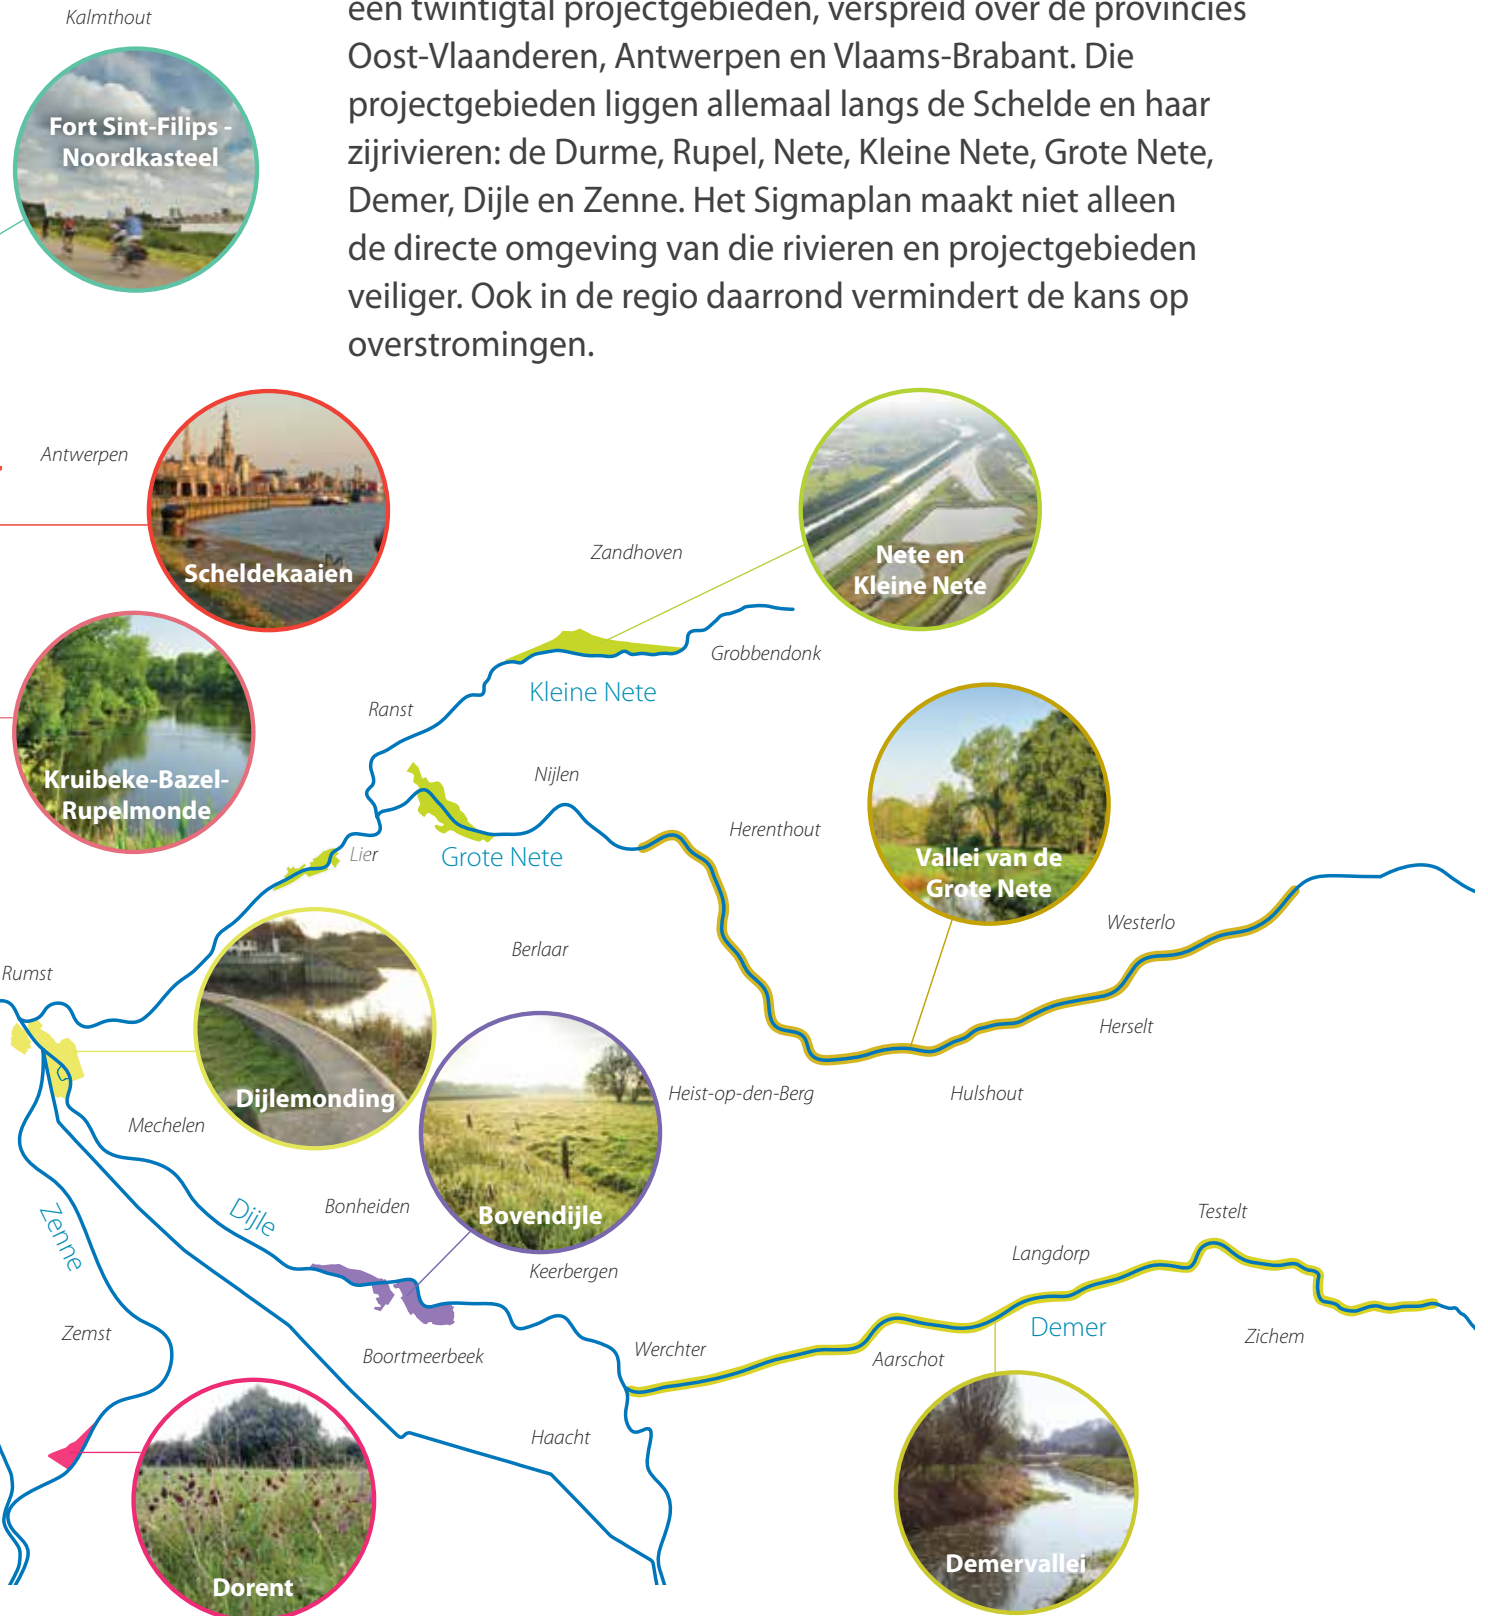 Kalmthout
een twintigtal projectgebieden, verspreid over de provincies
Oost-Vlaanderen, Antwerpen en Vlaams-Brabant. Die
projectgebieden liggen allemaal langs de Schelde en haar
zijrivieren: de Durme, Rupel, Nete, Kleine Nete, Grote Nete,
Demer, Dijle en Zenne. Het Sigmaplan maakt niet alleen
de directe omgeving van die rivieren en projectgebieden
veiliger. Ook in de regio daarrond vermindert de kans op
overstromingen.
Fort Sint-Filips -
Noordkasteel
Antwerpen
Scheldekaaien
Zandhoven
Nete en
Kleine Nete
Grobbendonk
Kleine Nete
Ranst
Kruibeke-Bazel-
Rupelmonde
Nijlen
Herenthout
Lier
Grote Nete
Vallei van de
Grote Nete
Westerlo
Berlaar
Rumst
Herselt
Dijlemonding
Heist-op-den-Berg
Hulshout
Mechelen
Bonheiden
Dijle
Zenne
Bovendijle
Testelt
Langdorp
Keerbergen
Demer
Zichem
Zemst
Boortmeerbeek
Werchter
Aarschot
Haacht
Demervallei
Dorent